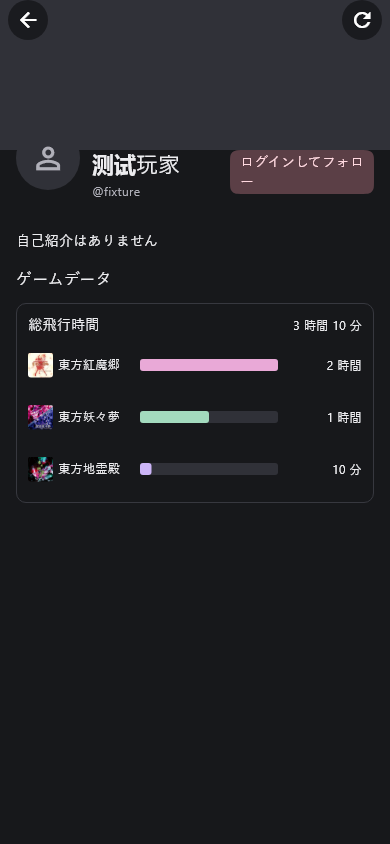 测试玩家
@fixture
ログインしてフォロ
ー
自己紹介はありません
ゲームデータ
総飛行時間
3 時間 10 分
東方紅魔郷
2 時間
東方妖々夢
1 時間
東方地霊殿
10 分